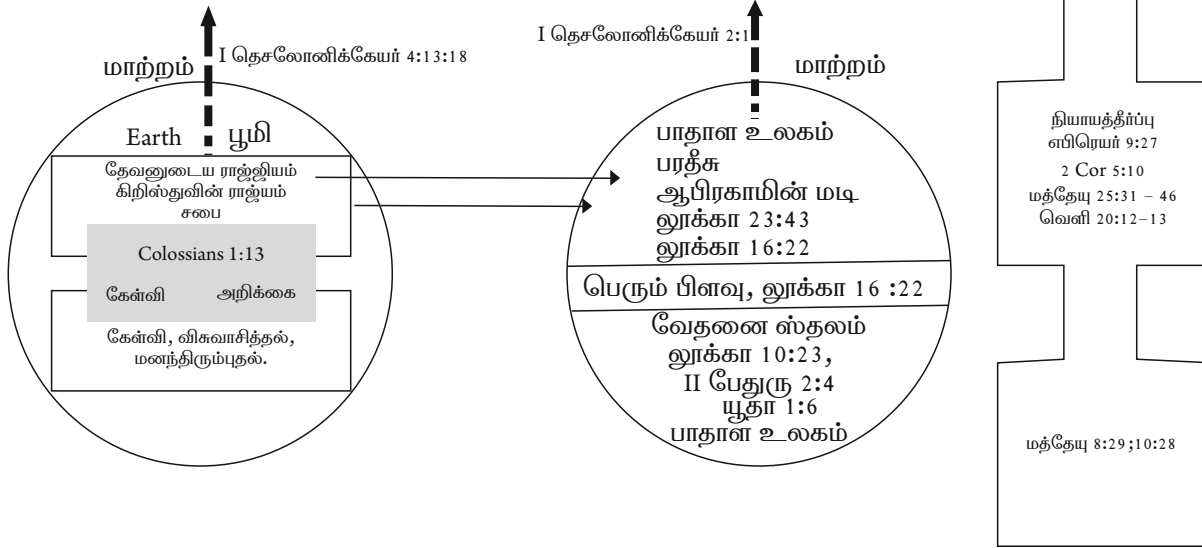 I தெசலோனிக்கேயர் 4:13:18
மாற்றம்
Earth பூமி
தேவனுடைய ராஜ்ஜியம்
கிறிஸ்துவின் ராஜ்யம்
சபை
Colossians 1:13
கேள்வி அறிக்கை
கேள்வி, விசுவாசித்தல்,
மனந்திரும்புதல்.
I தெசலோனிக்கேயர் 2:1
மாற்றம்
பாதாள உலகம்
பரதீசு
ஆபிரகாமின் மடி
லூக்கா 23:43
லூக்கா 16:22
பெரும் பிளவு, லூக்கா 16 :22
வேதனை ஸ்தலம்
லூக்கா 10:23,
II பேதுரு 2:4
யூதா 1:6
பாதாள உலகம்
நியாயத்தீர்ப்பு
எபிரெயர் 9:27
2 Cor 5:10
மத்தேயு 25:31 – 46
வெளி 20:12–13
மத்தேயு 8:29;10:28